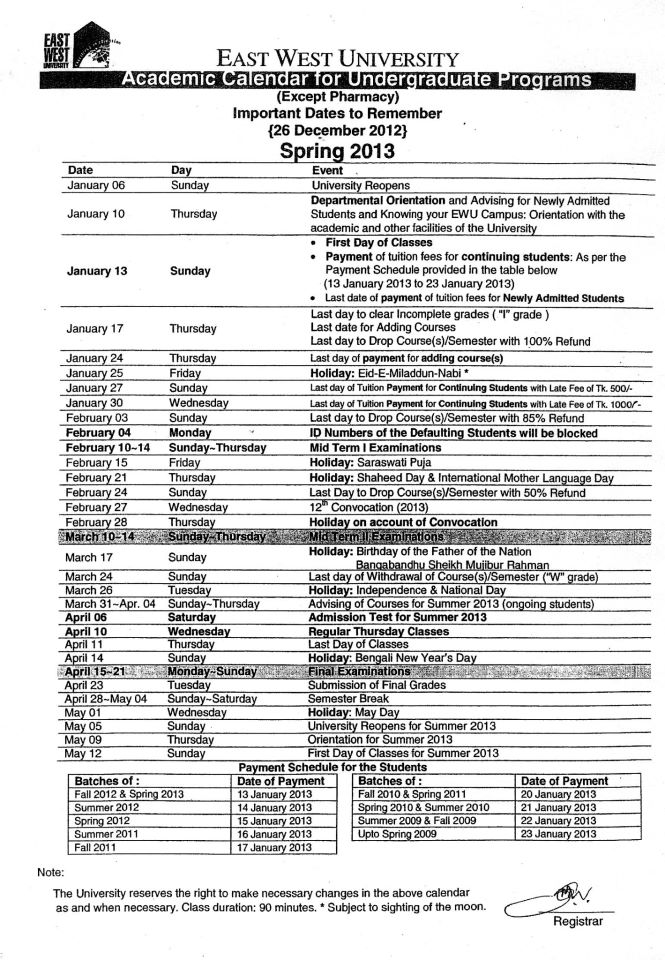 EAST
WEST
UNIVERSITY
EAST WEST UNIVERSITY
Academic Calendar for Undergraduate Programs
(Except Pharmacy)
Important Dates to Remember
{26 December 2012}
Spring 2013
Date Day Event
January 06 Sunday University Reopens
January 10 Thursday Departmental Orientation and Advising for Newly Admitted
Students and Knowing your EWU Campus: Orientation with the
academic and other facilities of the University
January 13 Sunday • First Day of Classes
• Payment of tuition fees for continuing students: As per the
Payment Schedule provided in the table below
(13 January 2013 to 23 January 2013)
• Last date of payment of tuition fees for Newly Admitted Students
January 17 Thursday Last day to clear Incomplete grades ( "I" grade )
Last date for Adding Courses
Last day to Drop Course(s)/Semester with 100% Refund
January 24 Thursday Last day of payment for adding course(s)
January 25 Friday Holiday: Eid-E-Miladdun-Nabi *
January 27 Sunday Last day of Tuition Payment for Continuing Students with Late Fee of Tk. 500/-
January 30 Wednesday Last day of Tuition Payment for Continuing Students with Late Fee of Tk. 1000/-
February 03 Sunday Last day to Drop Course(s)/Semester with 85% Refund
February 04 Monday ID Numbers of the Defaulting Students will be blocked
February 10~14 Sunday~Thursday Mid Term I Examinations
February 15 Friday Holiday: Saraswati Puja
February 21 Thursday Holiday: Shaheed Day & International Mother Language Day
February 24 Sunday Last Day to Drop Course(s)/Semester with 50% Refund
February 27 Wednesday 12th Convocation (2013)
February 28 Thursday Holiday on account of Convocation
March 10~14 Sunday~Thursday Mid Term II Examinations
March 17 Sunday Holiday: Birthday of the Father of the Nation
Bangabandhu Sheikh Mujibur Rahman
March 24 Sunday Last day of Withdrawal of Course(s)/Semester ("W" grade)
March 26 Tuesday Holiday: Independence & National Day
March 31~Apr. 04 Sunday~Thursday Advising of Courses for Summer 2013 (ongoing students)
April 06 Saturday Admission Test for Summer 2013
April 10 Wednesday Regular Thursday Classes
April 11 Thursday Last Day of Classes
April 14 Sunday Holiday: Bengali New Year's Day
April 15~21 Monday~Sunday Final Examinations
April 23 Tuesday Submission of Final Grades
April 28~May 04 Sunday~Saturday Semester Break
May 01 Wednesday Holiday: May Day
May 05 Sunday University Reopens for Summer 2013
May 09 Thursday Orientation for Summer 2013
May 12 Sunday First Day of Classes for Summer 2013
Payment Schedule for the Students
Batches of : Date of Payment Batches of : Date of Payment
Fall 2012 & Spring 2013 13 January 2013 Fall 2010 & Spring 2011 20 January 2013
Summer 2012 14 January 2013 Spring 2010 & Summer 2010 21 January 2013
Spring 2012 15 January 2013 Summer 2009 & Fall 2009 22 January 2013
Summer 2011 16 January 2013 Upto Spring 2009 23 January 2013
Fall 2011 17 January 2013
Note:
The University reserves the right to make necessary changes in the above calendar
as and when necessary. Class duration: 90 minutes. * Subject to sighting of the moon.
Registrar